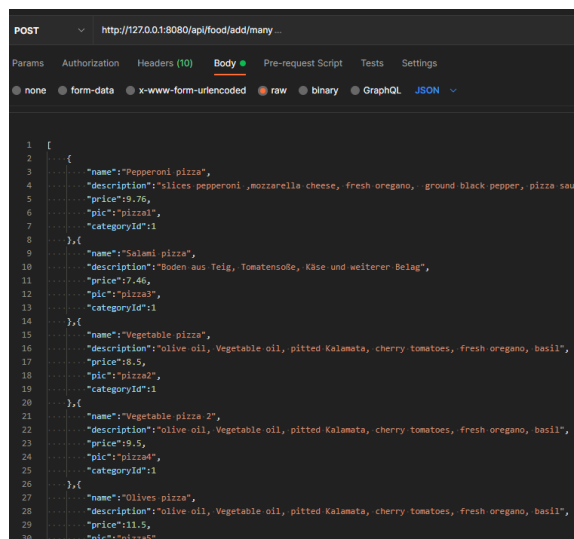 POST http://127.0.0.1:8080/api/food/add/many ...
Params Authorization Headers (10) Body Pre-request Script Tests Settings
none form-data x-www-form-urlencoded raw binary GraphQL JSON
1 [
2 {
3 "name":"Pepperoni pizza",
4 "description":"slices pepperoni ,mozzarella cheese, fresh oregano,  ground black pepper, pizza sau
5 "price":9.76,
6 "pic":"pizza1",
7 "categoryId":1
8 },{
9 "name":"Salami pizza",
10 "description":"Boden aus Teig, Tomatensoße, Käse und weiterer Belag",
11 "price":7.46,
12 "pic":"pizza3",
13 "categoryId":1
14 },{
15 "name":"Vegetable pizza",
16 "description":"olive oil, Vegetable oil, pitted Kalamata, cherry tomatoes, fresh oregano, basil",
17 "price":8.5,
18 "pic":"pizza2",
19 "categoryId":1
20 },{
21 "name":"Vegetable pizza 2",
22 "description":"olive oil, Vegetable oil, pitted Kalamata, cherry tomatoes, fresh oregano, basil",
23 "price":9.5,
24 "pic":"pizza4",
25 "categoryId":1
26 },{
27 "name":"Olives pizza",
28 "description":"olive oil, Vegetable oil, pitted Kalamata, cherry tomatoes, fresh oregano, basil",
29 "price":11.5,
30 "pic":"pizza5"